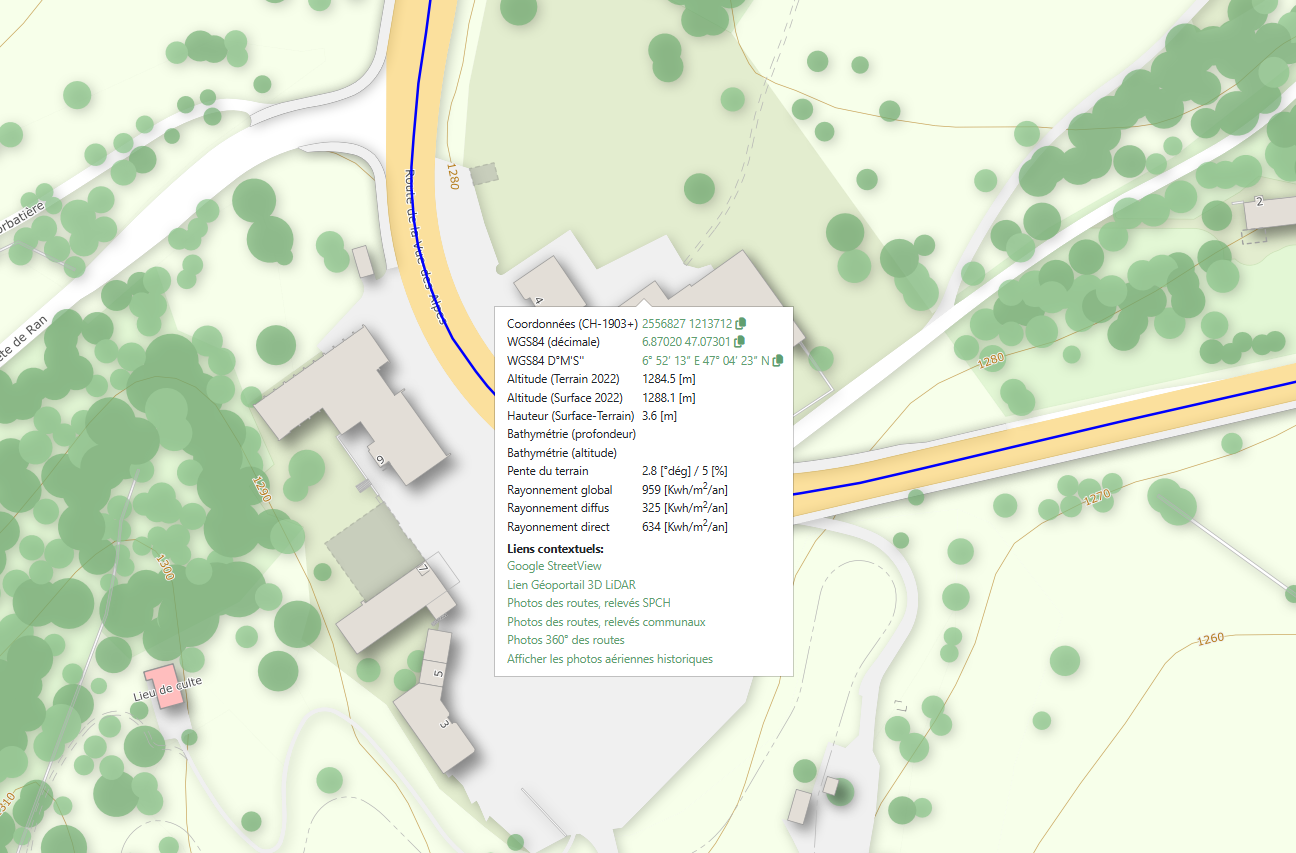 1280
Route de la Vue des Alpes
orbatière
ête de Ran
2
4
1280
Coordonnées (CH-1903+) 2556827 1213712
WGS84 (décimale) 6.87020 47.07301
WGS84 D°M'S'' 6° 52' 13'' E 47° 04' 23'' N
Altitude (Terrain 2022) 1284.5 [m]
Altitude (Surface 2022) 1288.1 [m]
Hauteur (Surface-Terrain) 3.6 [m]
Bathymétrie (profondeur)
Bathymétrie (altitude)
Pente du terrain 2.8 [°dég] / 5 [%]
Rayonnement global 959 [Kwh/m²/an]
Rayonnement diffus 325 [Kwh/m²/an]
Rayonnement direct 634 [Kwh/m²/an]
Liens contextuels:
Google StreetView
Lien Géoportail 3D LiDAR
Photos des routes, relevés SPCH
Photos des routes, relevés communaux
Photos 360° des routes
Afficher les photos aériennes historiques
9
1290
1270
1300
7
1260
Lieu de culte
5
3
1310